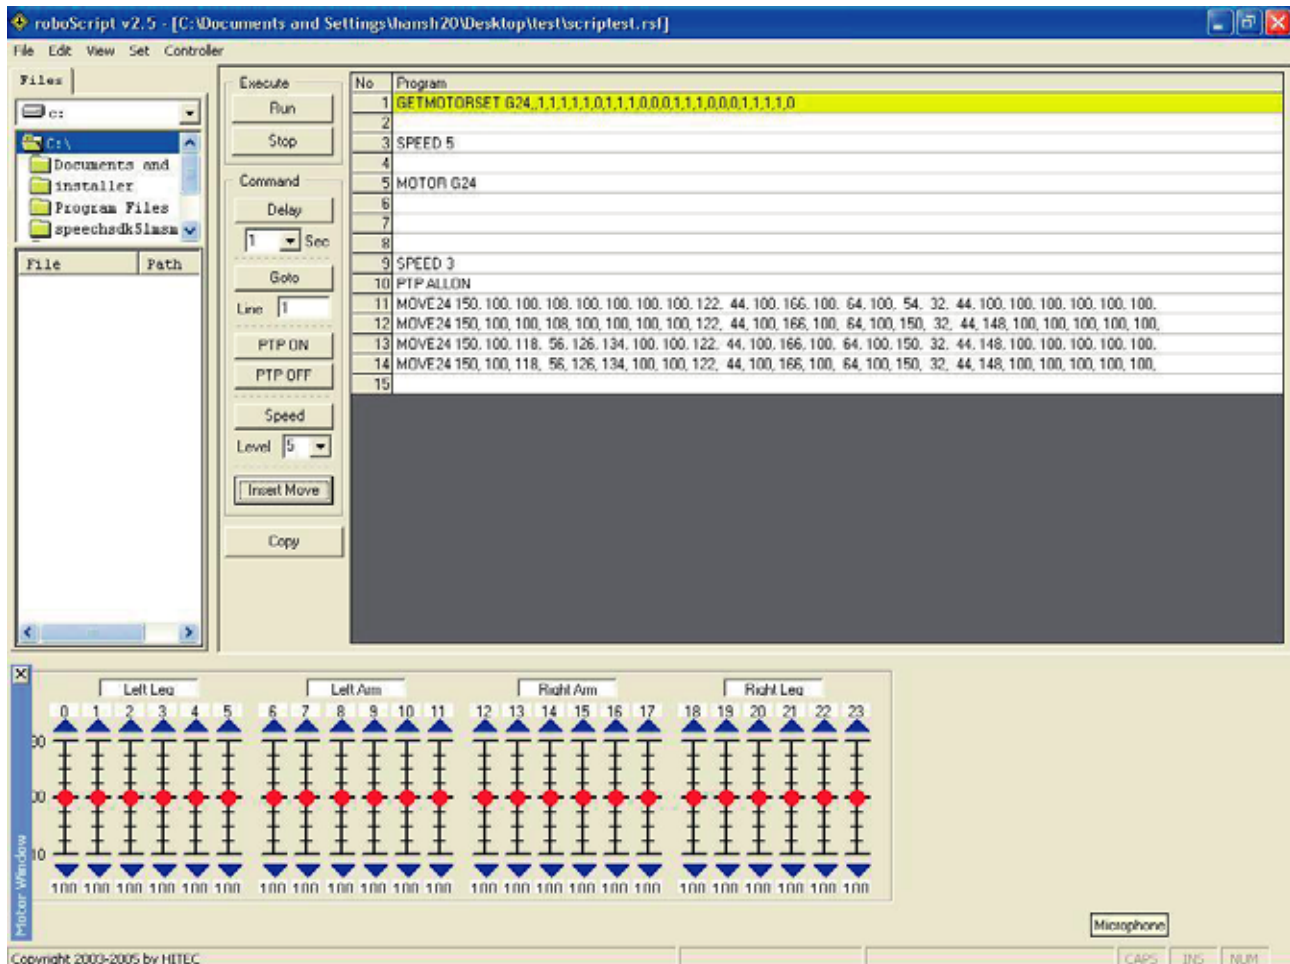 roboScript v2.5 - [C:\Documents and Settings\hansh20\Desktop\test\scriptest.rsf]
File Edit View Set Controller
Files
c:
C:\
Documents and
installer
Program Files
speechsdk51msm
File Path
Execute
Run
Stop
Command
Delay
1 Sec
Goto
Line 1
PTP ON
PTP OFF
Speed
Level 5
Insert Move
Copy
No Program
1 GETMOTORSET G24,,1,1,1,1,1,0,1,1,1,0,0,0,1,1,1,0,0,0,1,1,1,1,0
2
3 SPEED 5
4
5 MOTOR G24
6
7
8
9 SPEED 3
10 PTP ALLON
11 MOVE24 150, 100, 100, 108, 100, 100, 100, 100, 122, 44, 100, 166, 100, 64, 100, 54, 32, 44, 100, 100, 100, 100, 100, 100,
12 MOVE24 150, 100, 100, 108, 100, 100, 100, 100, 122, 44, 100, 166, 100, 64, 100, 150, 32, 44, 148, 100, 100, 100, 100, 100,
13 MOVE24 150, 100, 118, 56, 126, 134, 100, 100, 122, 44, 100, 166, 100, 64, 100, 150, 32, 44, 148, 100, 100, 100, 100, 100,
14 MOVE24 150, 100, 118, 56, 126, 134, 100, 100, 122, 44, 100, 166, 100, 64, 100, 150, 32, 44, 148, 100, 100, 100, 100, 100,
15
Motor Window
Left Leg Left Arm Right Arm Right Leg
0 1 2 3 4 5 6 7 8 9 10 11 12 13 14 15 16 17 18 19 20 21 22 23
100 100 100 100 100 100 100 100 100 100 100 100 100 100 100 100 100 100 100 100 100 100 100 100
Microphone
Copyright 2003-2005 by HITEC CAPS INS NUM